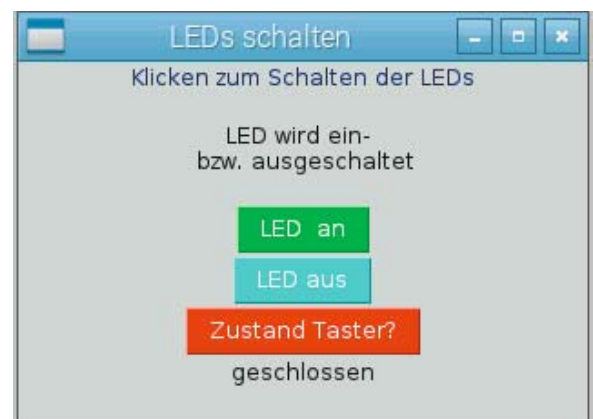 LEDs schalten
Klicken zum Schalten der LEDs
LED wird ein-
bzw. ausgeschaltet
LED an
LED aus
Zustand Taster?
geschlossen